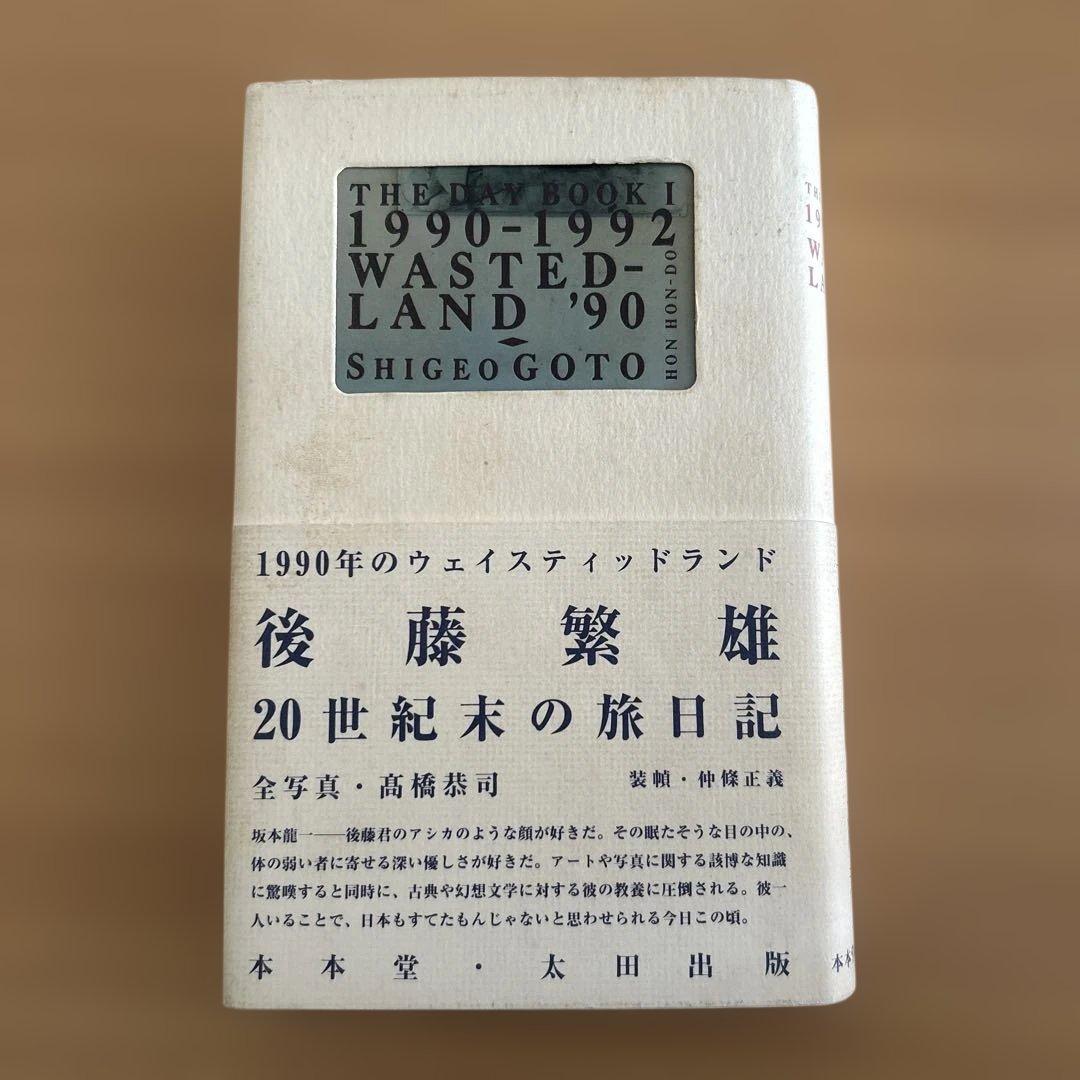 THE DAY BOOK I
1990-1992
WASTED-
LAND '90
SHIGEO GOTO
HON HON-DO
1990年のウェイスティッドランド
後藤繁雄
20世紀末の旅日記
全写真・髙橋恭司
装幀・仲條正義
坂本龍一──後藤君のアシカのような顔が好きだ。その眠たそうな目の中の、
体の弱い者に寄せる深い優しさが好きだ。アートや写真に関する該博な知識
に驚嘆すると同時に、古典や幻想文学に対する彼の教養に圧倒される。彼一
人いることで、日本もすてたもんじゃないと思わせられる今日この頃。
本本堂・太田出版